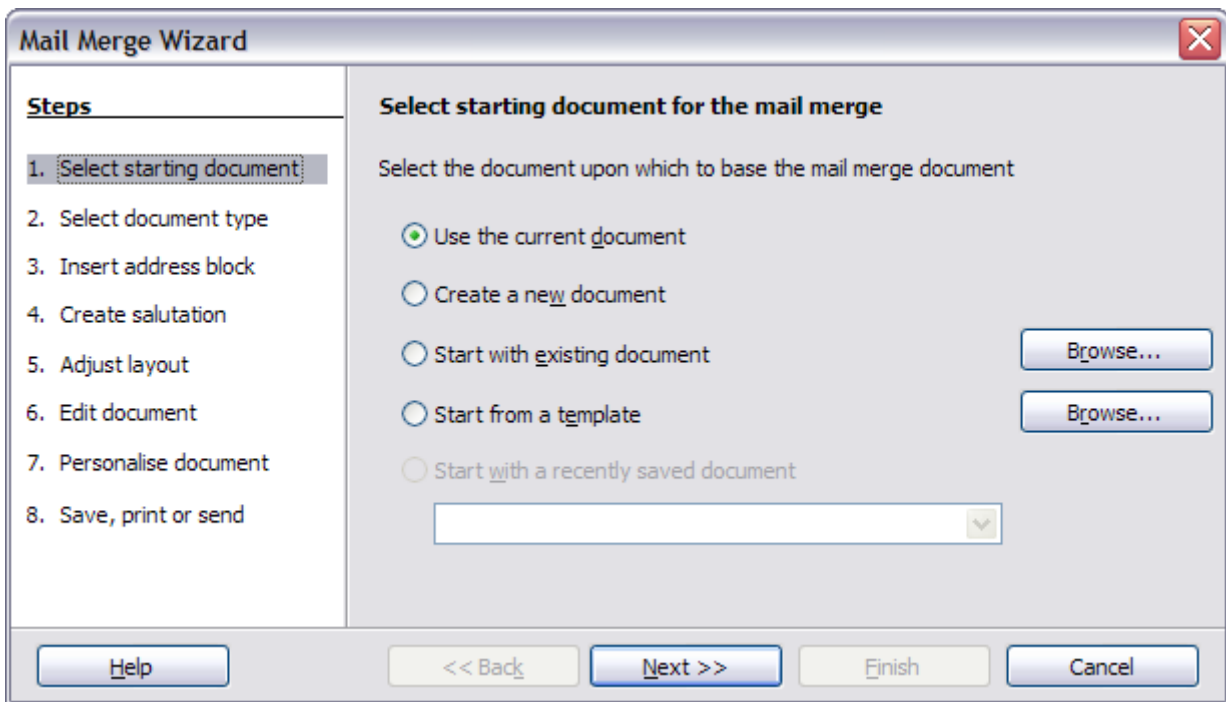 Mail Merge Wizard
Steps
1. Select starting document
2. Select document type
3. Insert address block
4. Create salutation
5. Adjust layout
6. Edit document
7. Personalise document
8. Save, print or send
Select starting document for the mail merge
Select the document upon which to base the mail merge document
Use the current document
Create a new document
Start with existing document
Browse...
Start from a template
Browse...
Start with a recently saved document
Help
<< Back
Next >>
Finish
Cancel